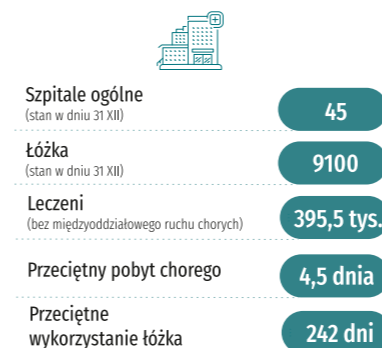 Szpitale ogólne
(stan w dniu 31 XII)
45
Łóżka
(stan w dniu 31 XII)
9100
Leczeni
(bez międzyoddziałowego ruchu chorych)
395,5 tys.
Przeciętny pobyt chorego
4,5 dnia
Przeciętne
wykorzystanie łóżka
242 dni